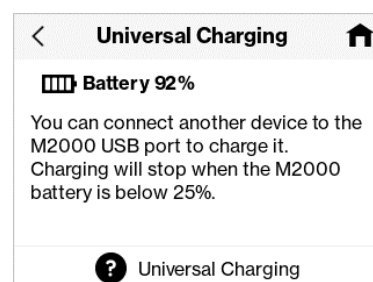 Universal Charging
Battery 92%
You can connect another device to the
M2000 USB port to charge it.
Charging will stop when the M2000
battery is below 25%.
? Universal Charging